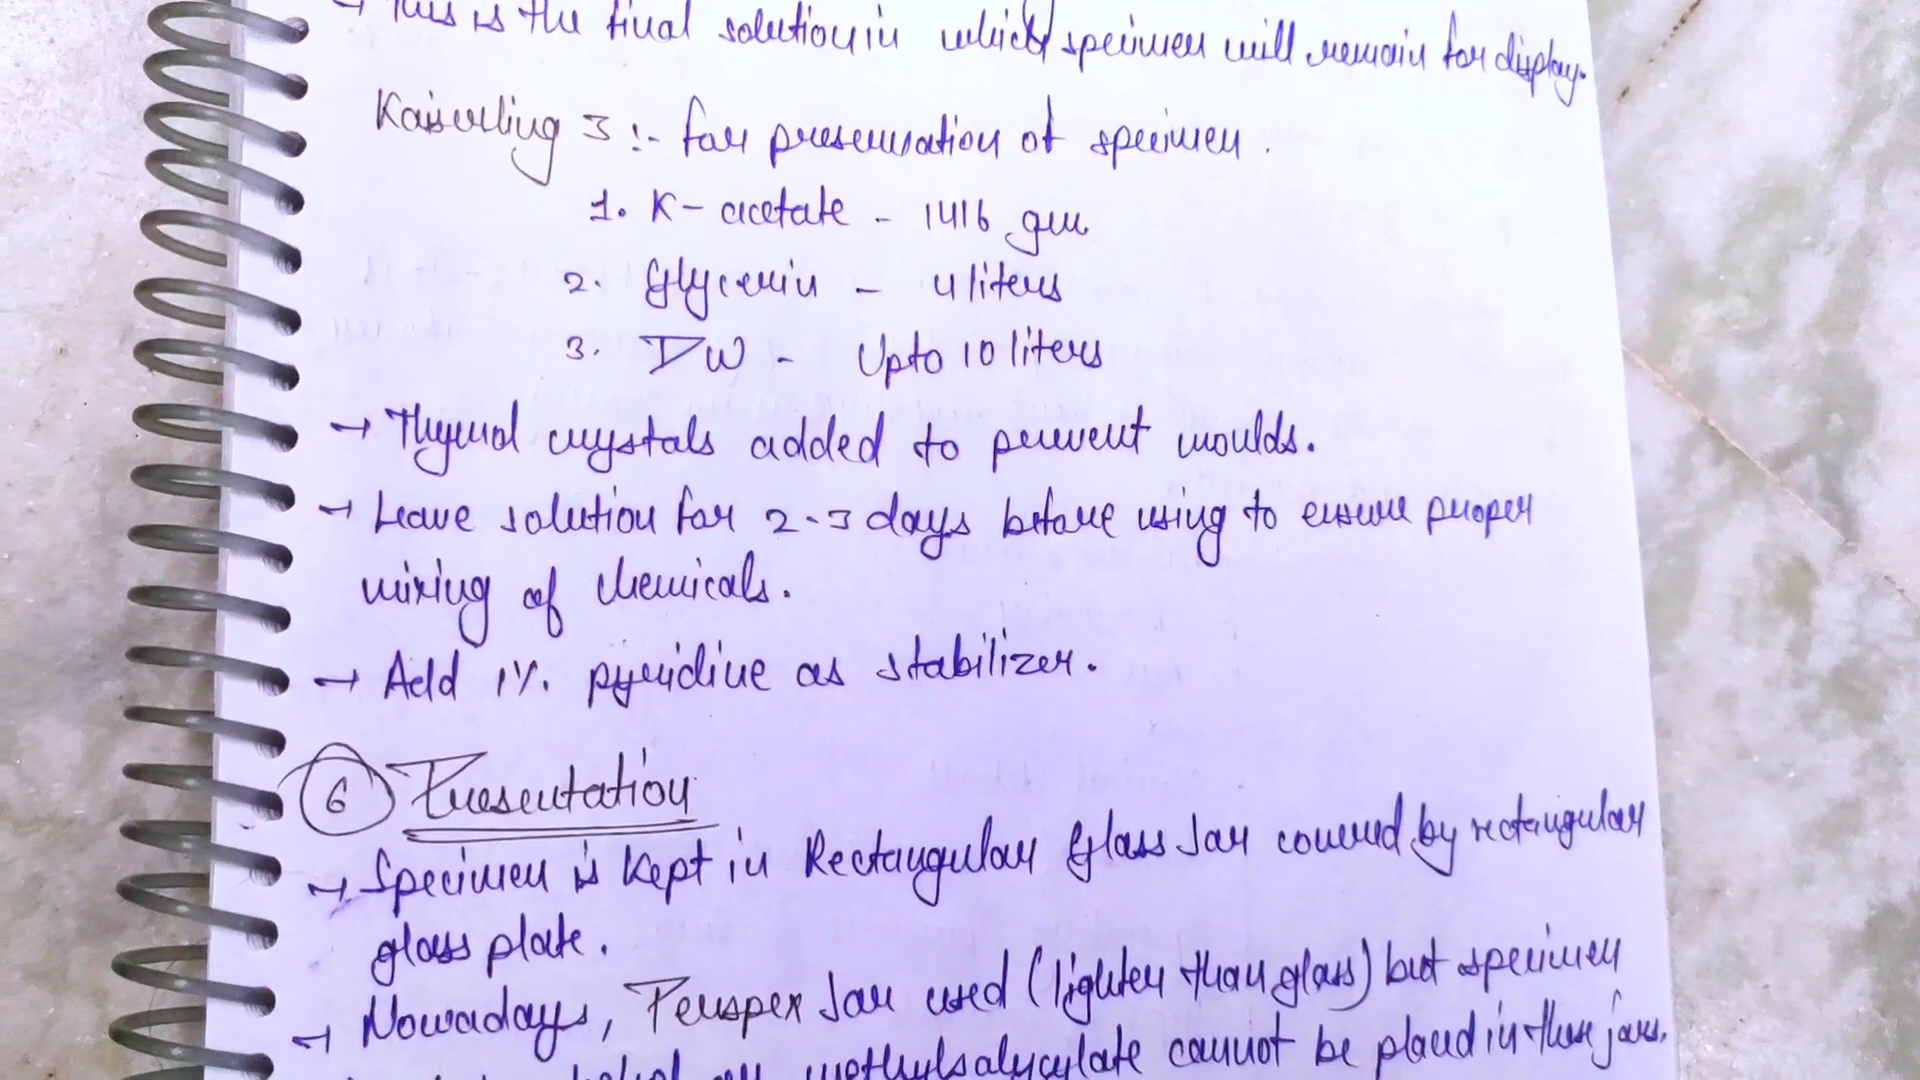 → This is the final solution in which specimen will remain for display.
Kaiserling 3 :- for preservation of specimen.
1. K- acetate - 1416 gm
2. Glycerin - 4 liters
3. DW - Upto 10 liters
→ Thymol crystals added to prevent moulds.
→ Leave solution for 2-3 days before using to ensure proper
mixing of chemicals.
→ Add 1% pyridine as stabilizer.
6 Presentation
→ Specimen is kept in Rectangular Glass Jar covered by rectangular
glass plate.
→ Nowadays, Perspex Jar used (lighter than glass) but specimen
methylsalycylate cannot be placed in these jars.